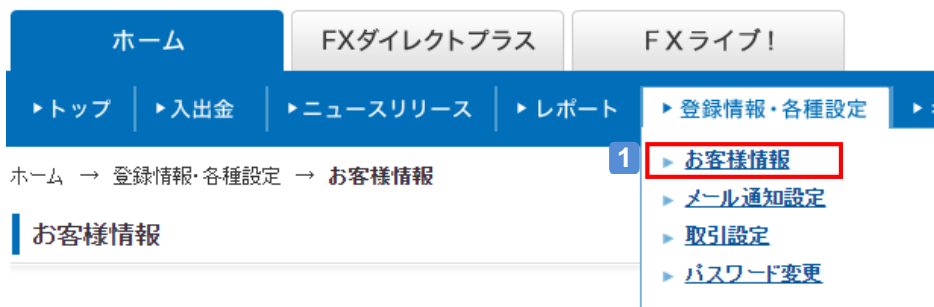 ホーム FXダイレクトプラス FXライブ!
トップ 入出金 ニュースリリース レポート 登録情報・各種設定
1 お客様情報
ホーム → 登録情報・各種設定 → お客様情報
メール通知設定
お客様情報
取引設定
パスワード変更